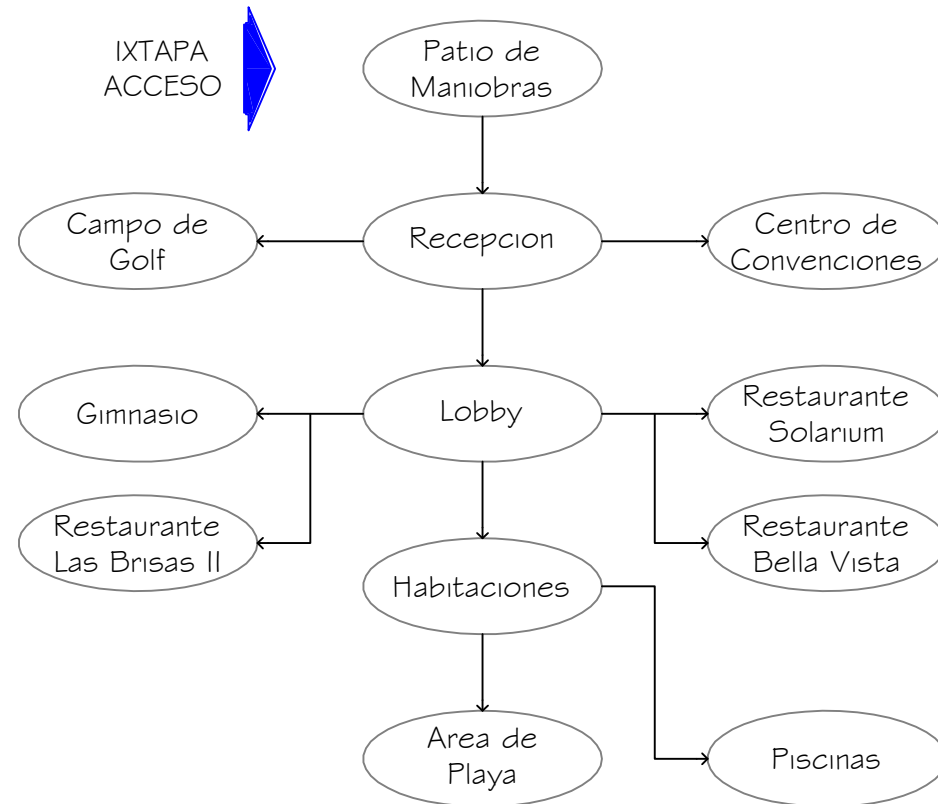 IXTAPA
ACCESO
Patio de
Maniobras
Campo de
Golf
Recepcion
Centro de
Convenciones
Gimnasio
Lobby
Restaurante
Solarium
Restaurante
Las Brisas II
Restaurante
Bella Vista
Habitaciones
Area de
Playa
Piscinas